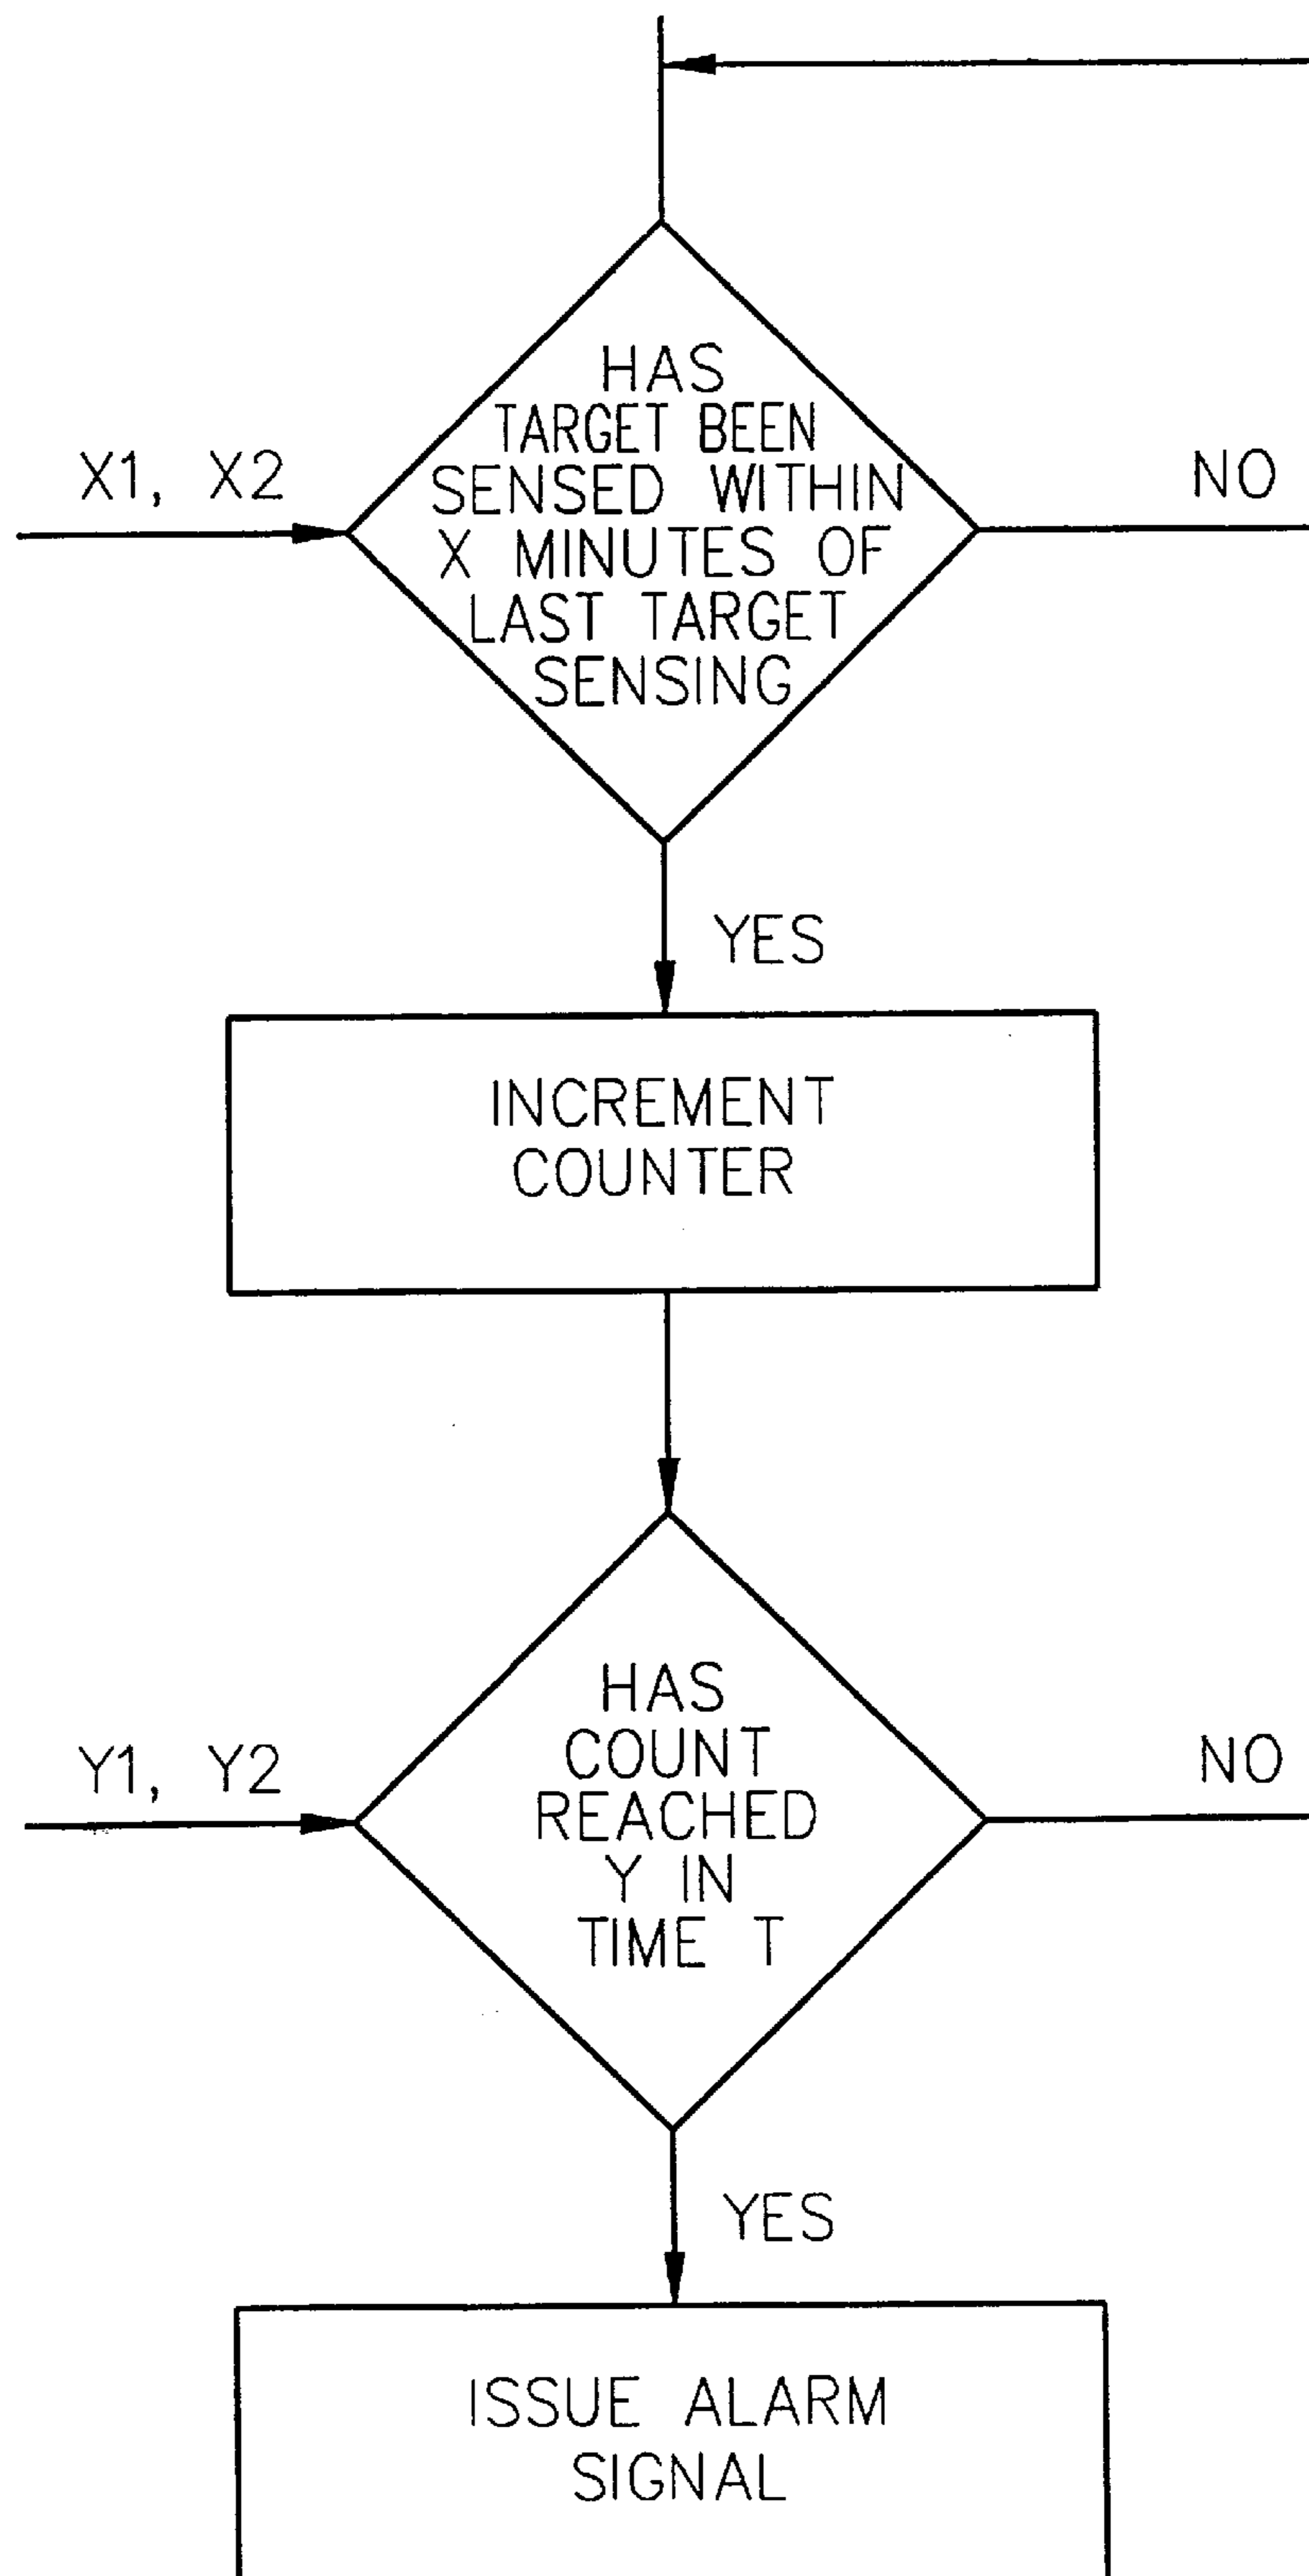 HAS
TARGET BEEN
SENSED WITHIN
X MINUTES OF
LAST TARGET
SENSING
X1, X2
NO
YES
INCREMENT
COUNTER
HAS
COUNT
REACHED
Y IN
TIME T
Y1, Y2
NO
YES
ISSUE ALARM
SIGNAL